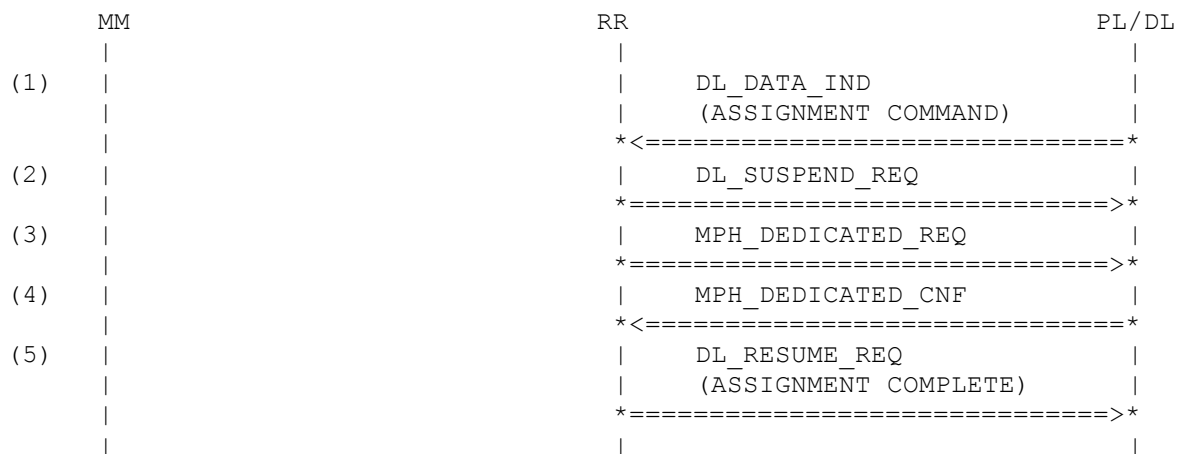 MM RR PL/DL
(1) DL_DATA_IND
(ASSIGNMENT COMMAND)
(2) DL_SUSPEND_REQ
(3) MPH_DEDICATED_REQ
(4) MPH_DEDICATED_CNF
(5) DL_RESUME_REQ
(ASSIGNMENT COMPLETE)